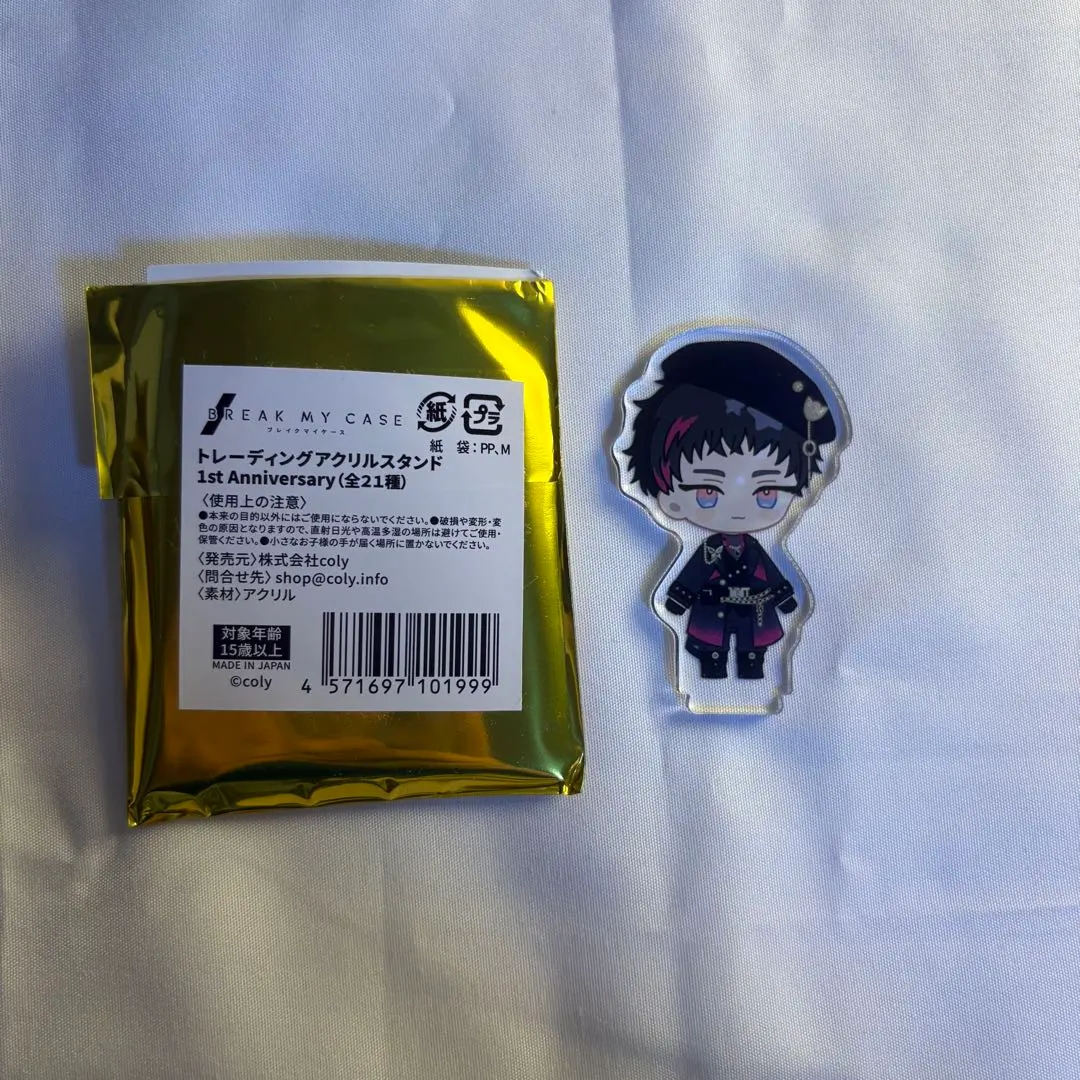 BREAK MY CASE
ブレイクマイケース
紙 プラ
紙 袋:PP、M
トレーディングアクリルスタンド
1st Anniversary(全21種)
〈使用上の注意〉
●本来の目的以外にはご使用にならないでください。●破損や変形・変
色の原因となりますので、直射日光や高温多湿の場所は避けてご使用・
保管ください。●小さなお子様の手が届く場所に置かないでください。
〈発売元〉株式会社coly
〈問合せ先〉shop@coly.info
〈素材〉アクリル
対象年齢
15歳以上
MADE IN JAPAN
©coly
4 571697 101999